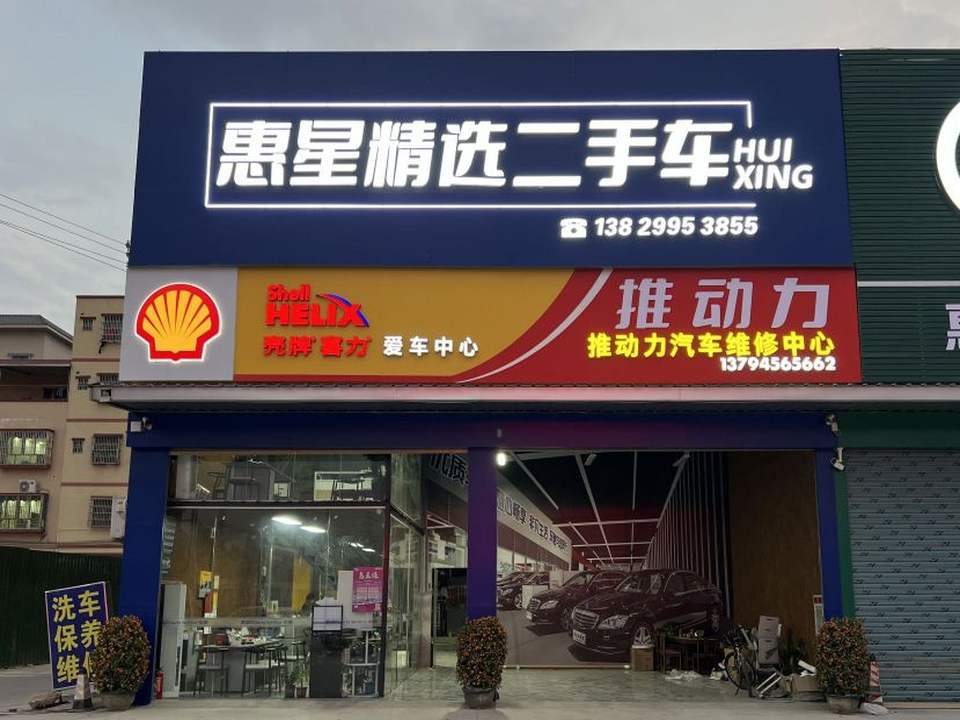 惠星精选二手车
HUI
XING
☎ 138 2995 3855
Shell
HELIX
壳牌 喜力
爱车中心
推动力
推动力汽车维修中心
13794565662
洗车
保养
维修